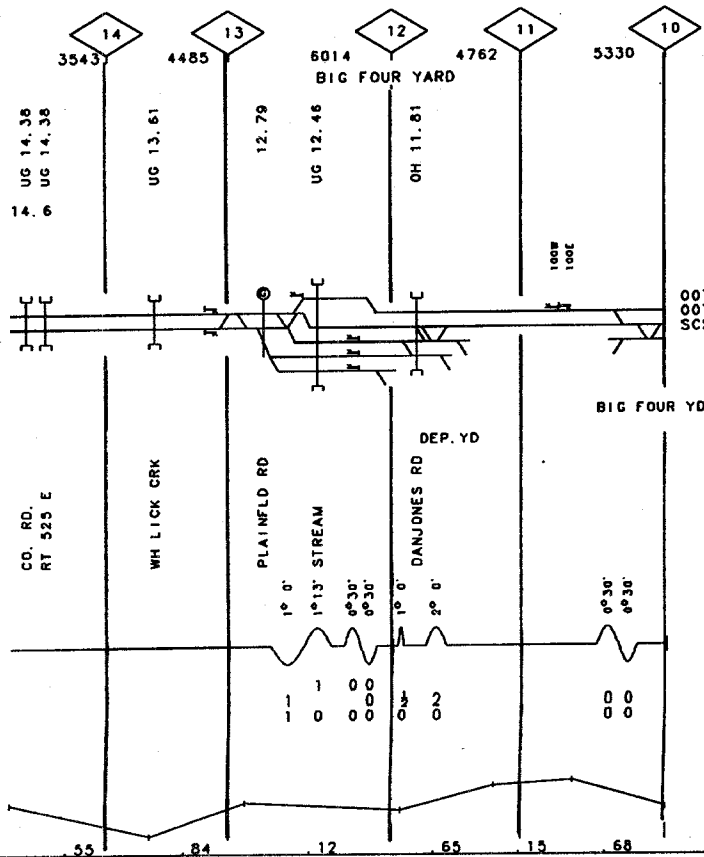 14 13 12 11 10
3543 4485 6014 4762 5330
BIG FOUR YARD
UG 14.38
UG 14.38
14.6
UG 13.61
12.79
UG 12.46
OH 11.81
100W
100E
G
BIG FOUR YD
DEP. YD
CO. RD.
RT 525 E
WH LICK CRK
PLAINFLD RD
STREAM
DANJONES RD
1° 0'
1° 13'
0° 30'
0° 30'
1° 0'
2° 0'
0° 30'
0° 30'
1 0 0
1 0 2 0 0
1 0 0 0 0 0 0 0
.55 .84 .12 .65 .15 .68